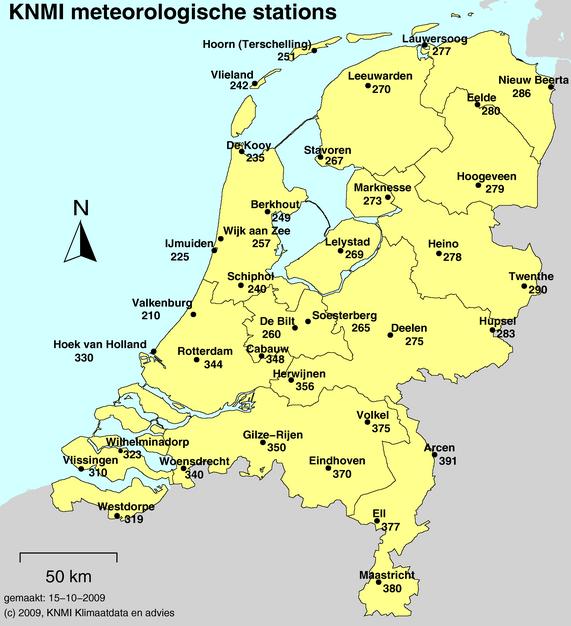 KNMI meteorologische stations
Lauwersoog
277
Hoorn (Terschelling)
251
Vlieland
242
Leeuwarden
270
Nieuw Beerta
286
Eelde
280
De Kooy
235
Stavoren
267
Hoogeveen
279
Marknesse
273
Berkhout
249
N
Wijk aan Zee
257
IJmuiden
225
Lelystad
269
Heino
278
Schiphol
240
Twenthe
290
Valkenburg
210
De Bilt
260
Soesterberg
265
Deelen
275
Hupsel
283
Hoek van Holland
330
Rotterdam
344
Cabauw
348
Herwijnen
356
Volkel
375
Gilze-Rijen
350
Wilhelminadorp
323
Arcen
391
Vlissingen
310
Woensdrecht
340
Eindhoven
370
Westdorpe
319
Ell
377
50 km
Maastricht
380
gemaakt: 15-10-2009
(c) 2009, KNMI Klimaatdata en advies